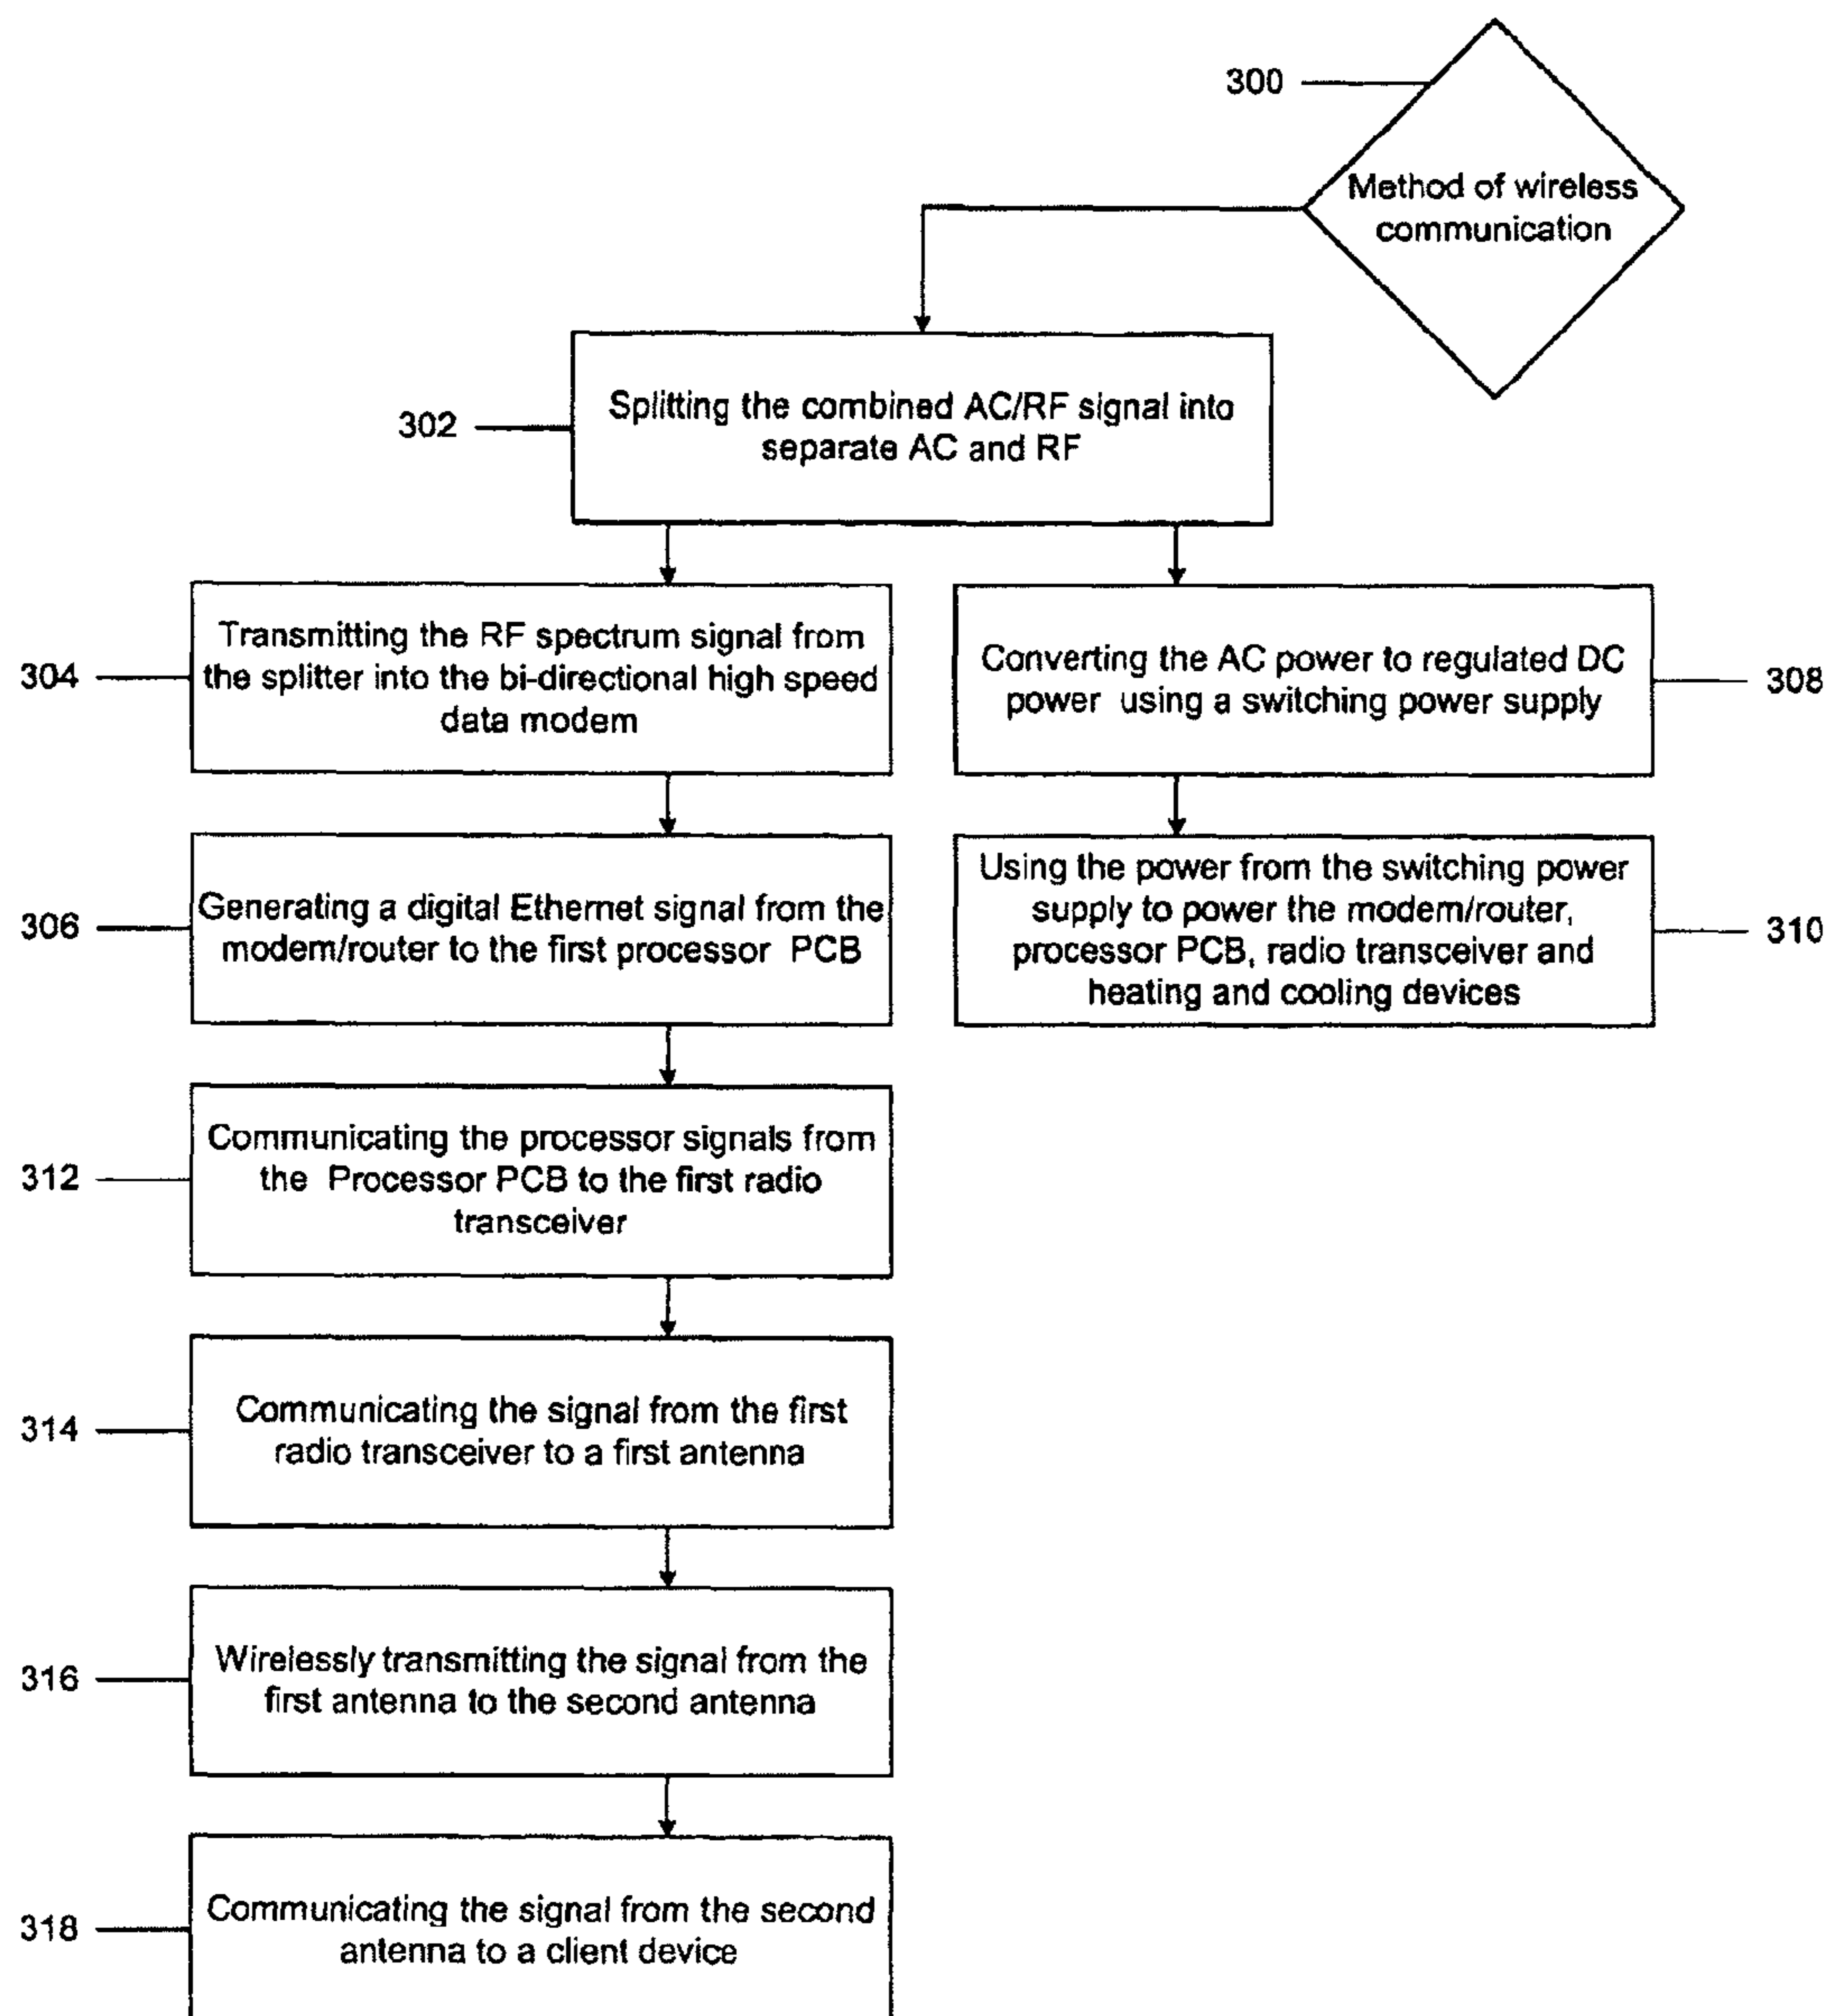 300
Method of wireless
communication
302
Splitting the combined AC/RF signal into
separate AC and RF
304
Transmitting the RF spectrum signal from
the splitter into the bi-directional high speed
data modem
Converting the AC power to regulated DC
power using a switching power supply
308
306
Generating a digital Ethernet signal from the
modem/router to the first processor PCB
Using the power from the switching power
supply to power the modem/router,
processor PCB, radio transceiver and
heating and cooling devices
310
312
Communicating the processor signals from
the Processor PCB to the first radio
transceiver
314
Communicating the signal from the first
radio transceiver to a first antenna
316
Wirelessly transmitting the signal from the
first antenna to the second antenna
318
Communicating the signal from the second
antenna to a client device